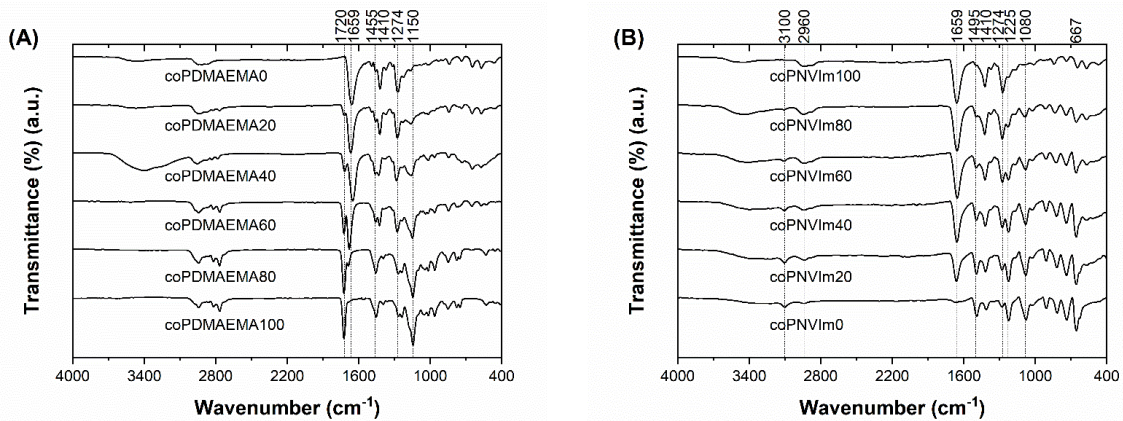 (A)
1720
1659
1455
1410
1274
1150
coPDMAEMA0
coPDMAEMA20
coPDMAEMA40
coPDMAEMA60
coPDMAEMA80
coPDMAEMA100
Transmittance (%) (a.u.)
4000 3400 2800 2200 1600 1000 400
Wavenumber (cm-1)
(B)
3100
2960
1659
1495
1410
1274
1225
1080
667
coPNVIm100
coPNVIm80
coPNVIm60
coPNVIm40
coPNVIm20
coPNVIm0
Transmittance (%) (a.u.)
4000 3400 2800 2200 1600 1000 400
Wavenumber (cm-1)